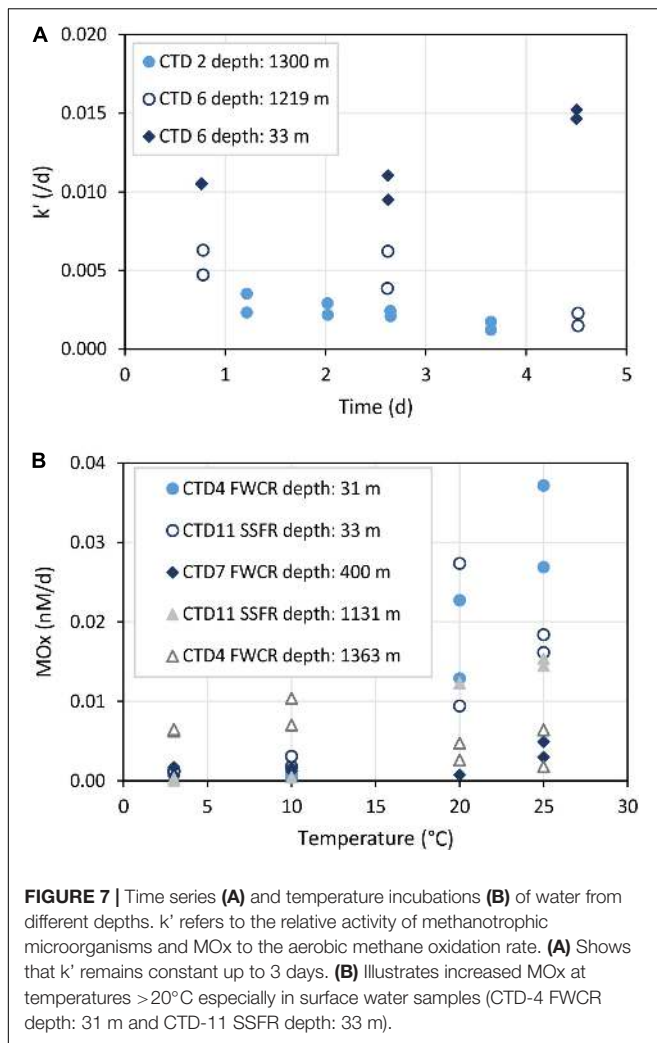 A
0.020
0.015
0.010
0.005
0.000
k' (/d)
CTD 2 depth: 1300 m
CTD 6 depth: 1219 m
CTD 6 depth: 33 m
0 1 2 3 4 5
Time (d)
B
0.04
0.03
0.02
0.01
0.00
MOx (nM/d)
CTD4 FWCR depth: 31 m
CTD11 SSFR depth: 33 m
CTD7 FWCR depth: 400 m
CTD11 SSFR depth: 1131 m
CTD4 FWCR depth: 1363 m
0 5 10 15 20 25 30
Temperature (°C)
FIGURE 7 | Time series (A) and temperature incubations (B) of water from
different depths. k' refers to the relative activity of methanotrophic
microorganisms and MOx to the aerobic methane oxidation rate. (A) Shows
that k' remains constant up to 3 days. (B) Illustrates increased MOx at
temperatures >20°C especially in surface water samples (CTD-4 FWCR
depth: 31 m and CTD-11 SSFR depth: 33 m).